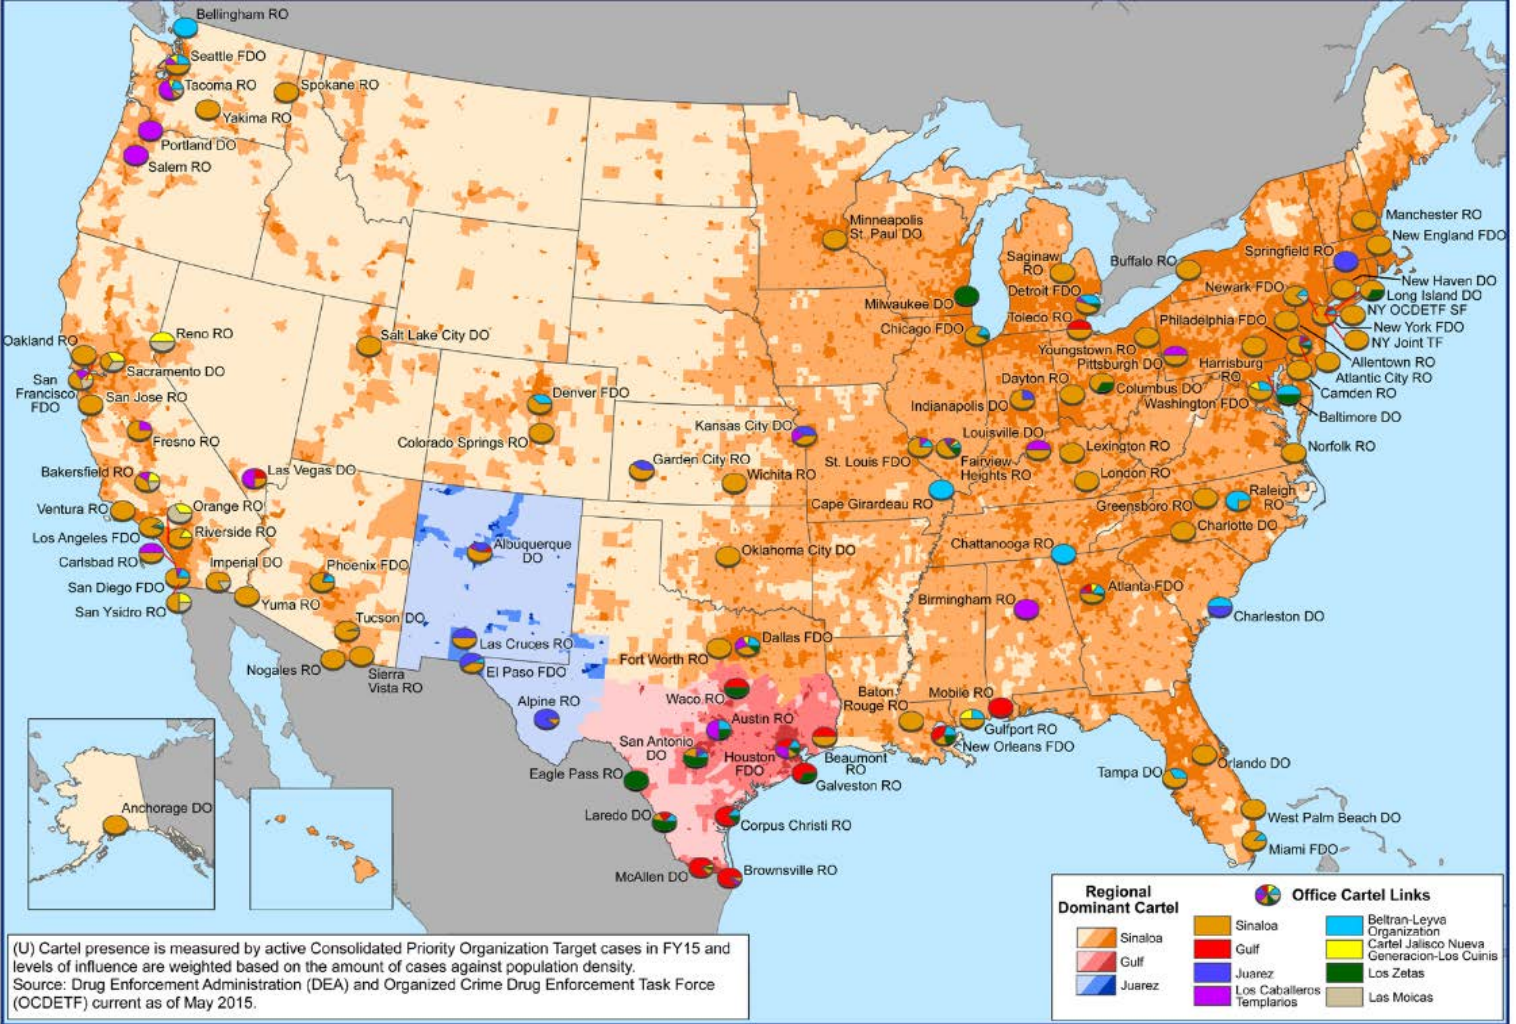 Bellingham RO
Seattle FDO
Tacoma RO
Spokane RO
Yakima RO
Portland DO
Salem RO
Minneapolis
St. Paul DO
Manchester RO
New England FDO
Springfield RO
Saginaw
RO
Buffalo RO
New Haven DO
Detroit FDO
Newark FDO
Long Island DO
Milwaukee DO
NY OCDETF SF
Toledo RO
Philadelphia FDO
Chicago FDO
New York FDO
Reno RO
Salt Lake City DO
Oakland RO
NY Joint TF
Youngstown RO
Pittsburgh DO
Harrisburg
RO
Allentown RO
Sacramento DO
San
Francisco
FDO
Atlantic City RO
Dayton RO
Columbus DO
Camden RO
Denver FDO
San Jose RO
Indianapolis DO
Washington FDO
Baltimore DO
Kansas City DO
Louisville DO
Fresno RO
Colorado Springs RO
Lexington RO
Norfolk RO
Garden City RO
St. Louis FDO
Fairview
Heights RO
Bakersfield RO
Las Vegas DO
Wichita RO
London RO
Cape Girardeau RO
Raleigh
RO
Ventura RO
Orange RO
Greensboro RO
Los Angeles FDO
Riverside RO
Charlotte DO
Chattanooga RO
Albuquerque
DO
Oklahoma City DO
Carlsbad RO
Imperial DO
Phoenix FDO
San Diego FDO
Atlanta FDO
Birmingham RO
San Ysidro RO
Yuma RO
Charleston DO
Tucson DO
Las Cruces RO
Dallas FDO
Nogales RO
Sierra
Vista RO
Fort Worth RO
El Paso FDO
Waco RO
Baton
Rouge RO
Mobile RO
Alpine RO
Austin RO
Gulfport RO
San Antonio
DO
Houston
FDO
New Orleans FDO
Beaumont
RO
Eagle Pass RO
Galveston RO
Tampa DO
Orlando DO
Anchorage DO
Laredo DO
Corpus Christi RO
West Palm Beach DO
Miami FDO
McAllen DO
Brownsville RO
Regional
Dominant Cartel
Sinaloa
Gulf
Juarez
Office Cartel Links
Sinaloa
Gulf
Juarez
Los Caballeros
Templarios
Beltran-Leyva
Organization
Cartel Jalisco Nueva
Generacion-Los Cuinis
Los Zetas
Las Moicas
(U) Cartel presence is measured by active Consolidated Priority Organization Target cases in FY15 and
levels of influence are weighted based on the amount of cases against population density.
Source: Drug Enforcement Administration (DEA) and Organized Crime Drug Enforcement Task Force
(OCDETF) current as of May 2015.